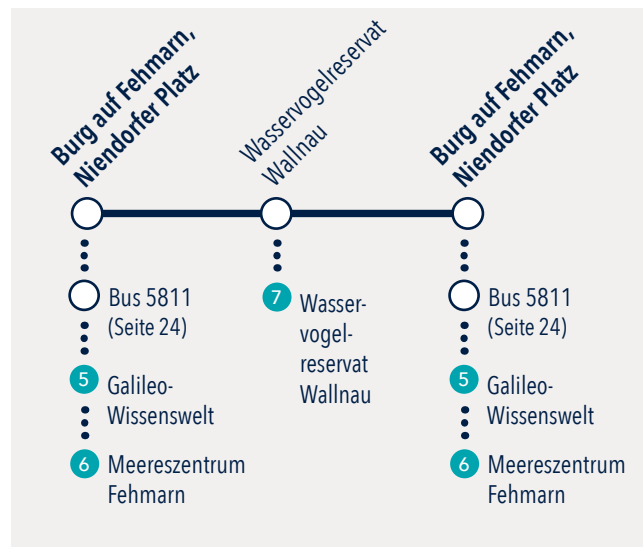 Burg auf Fehmarn,
Niendorfer Platz
Wasservogelreservat
Wallnau
Burg auf Fehmarn,
Niendorfer Platz
Bus 5811
(Seite 24)
5 Galileo-
Wissenswelt
6 Meereszentrum
Fehmarn
7 Wasser-
vogel-
reservat
Wallnau
Bus 5811
(Seite 24)
5 Galileo-
Wissenswelt
6 Meereszentrum
Fehmarn